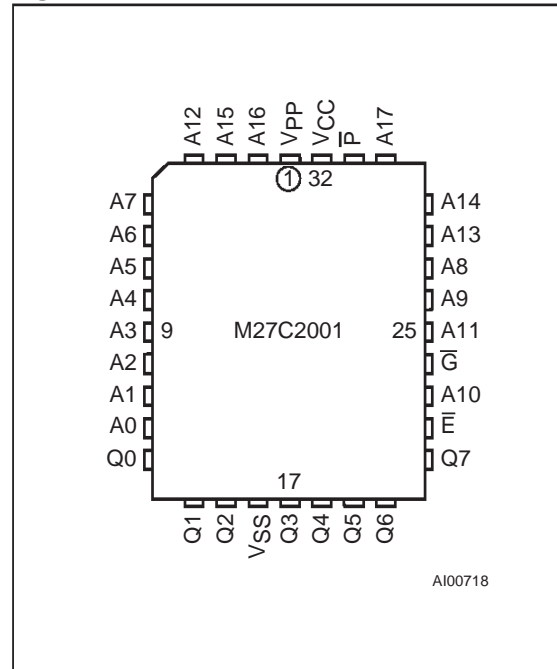 A12 A15 A16 VPP VCC P̅ A17
1 32
A7 A14
A6 A13
A5 A8
A4 A9
A3 9 M27C2001 25 A11
A2 G̅
A1 A10
A0 E̅
Q0 Q7
17
Q1 Q2 VSS Q3 Q4 Q5 Q6
AI00718